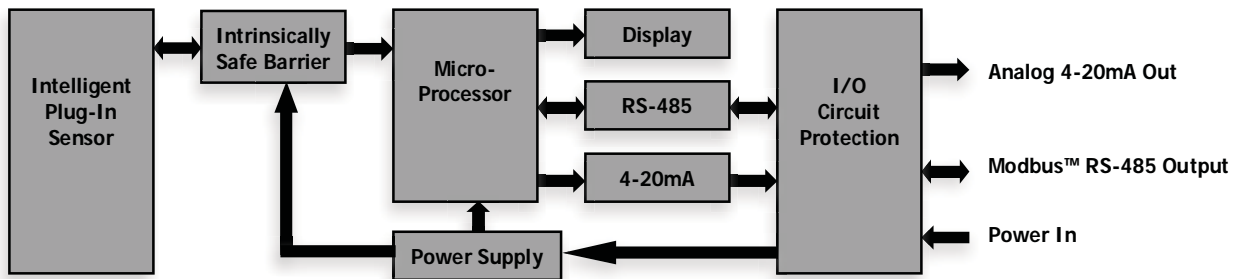 Intelligent
Plug-In
Sensor
Intrinsically
Safe Barrier
Micro-
Processor
Display
RS-485
4-20mA
Power Supply
I/O
Circuit
Protection
Analog 4-20mA Out
Modbus™ RS-485 Output
Power In